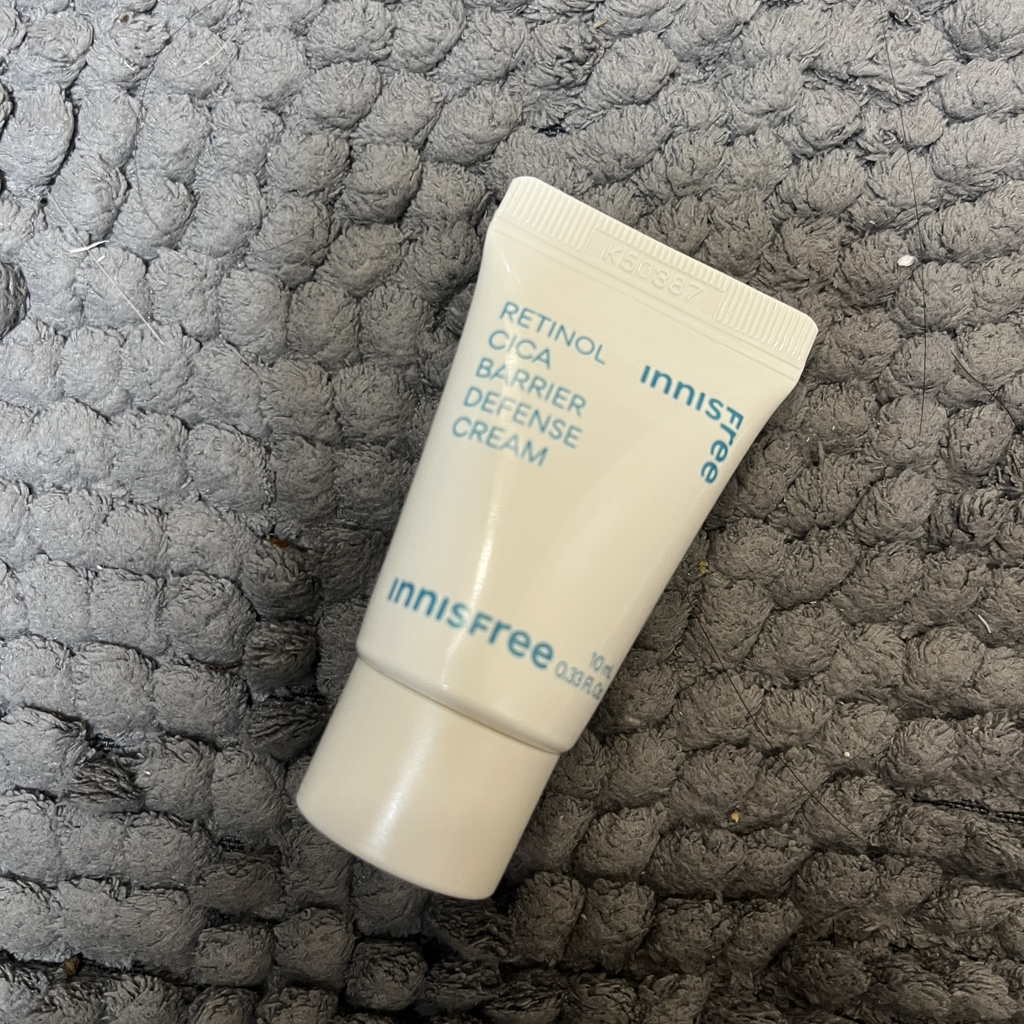 K50387
RETINOL
CICA
BARRIER
DEFENSE
CREAM
INNISFree
INNISFree
10 mL
0.33 Fl.Oz